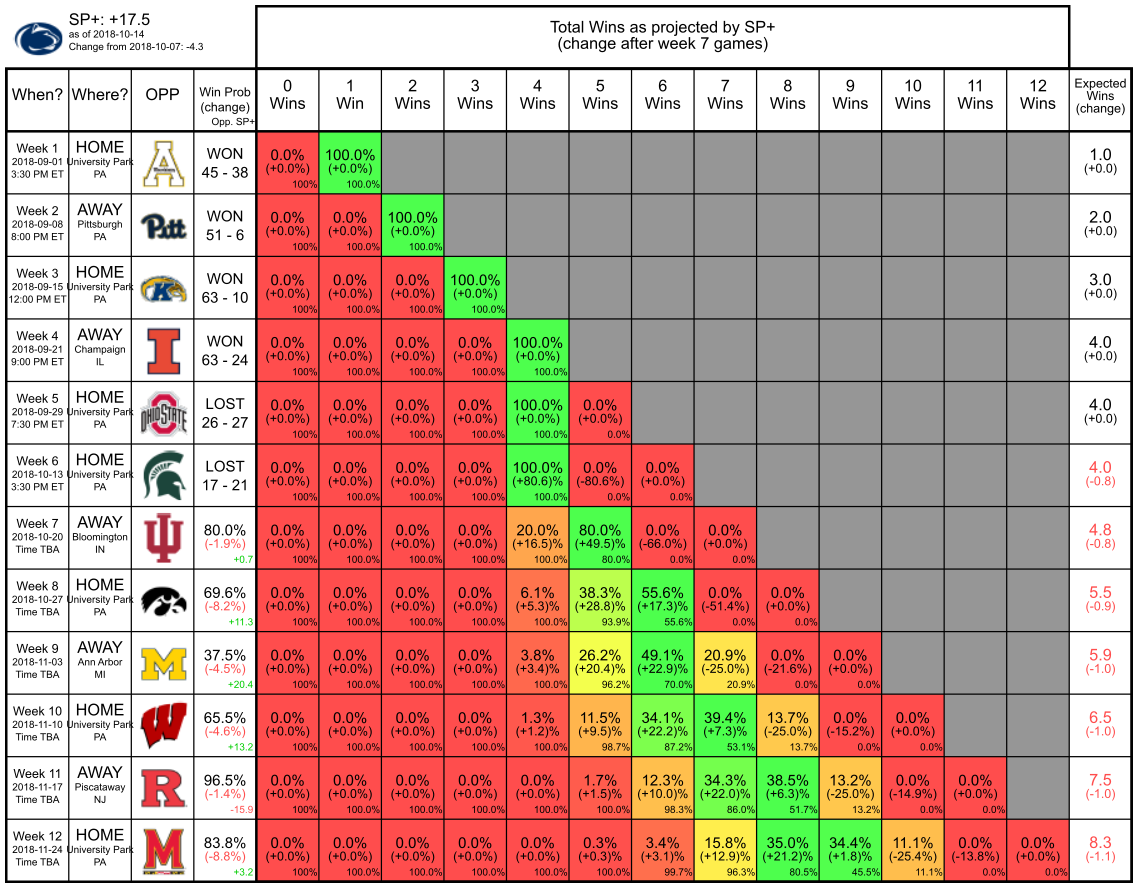 SP+: +17.5
as of 2018-10-14
Change from 2018-10-07: -4.3
Total Wins as projected by SP+
(change after week 7 games)
When? Where? OPP Win Prob (change) Opp. SP+ 0 Wins 1 Win 2 Wins 3 Wins 4 Wins 5 Wins 6 Wins 7 Wins 8 Wins 9 Wins 10 Wins 11 Wins 12 Wins Expected Wins (change)
Week 1 HOME A WON 0.0% 100.0% 1.0
2018-09-01 University Park 45 - 38 (+0.0%) (+0.0%) (+0.0)
3:30 PM ET PA 100% 100.0%
Week 2 AWAY Pitt WON 0.0% 0.0% 100.0% 2.0
2018-09-08 Pittsburgh 51 - 6 (+0.0%) (+0.0%) (+0.0%) (+0.0)
8:00 PM ET PA 100% 100.0% 100.0%
Week 3 HOME K WON 0.0% 0.0% 0.0% 100.0% 3.0
2018-09-15 University Park 63 - 10 (+0.0%) (+0.0%) (+0.0%) (+0.0%) (+0.0)
12:00 PM ET PA 100% 100.0% 100.0% 100.0%
Week 4 AWAY I WON 0.0% 0.0% 0.0% 0.0% 100.0% 4.0
2018-09-21 Champaign 63 - 24 (+0.0%) (+0.0%) (+0.0%) (+0.0%) (+0.0%) (+0.0)
9:00 PM ET IL 100% 100.0% 100.0% 100.0% 100.0%
Week 5 HOME OHIO STATE LOST 0.0% 0.0% 0.0% 0.0% 100.0% 0.0% 4.0
2018-09-29 University Park 26 - 27 (+0.0%) (+0.0%) (+0.0%) (+0.0%) (+0.0%) (+0.0%) (+0.0)
7:30 PM ET PA 100% 100.0% 100.0% 100.0% 100.0% 0.0%
Week 6 HOME LOST 0.0% 0.0% 0.0% 0.0% 100.0% 0.0% 0.0% 4.0
2018-10-13 University Park 17 - 21 (+0.0%) (+0.0%) (+0.0%) (+0.0%) (+80.6)% (-80.6%) (+0.0%) (-0.8)
3:30 PM ET PA 100% 100.0% 100.0% 100.0% 100.0% 0.0% 0.0%
Week 7 AWAY 80.0% 0.0% 0.0% 0.0% 0.0% 20.0% 80.0% 0.0% 0.0% 4.8
2018-10-20 Bloomington (-1.9%) (+0.0%) (+0.0%) (+0.0%) (+0.0%) (+16.5)% (+49.5)% (-66.0%) (+0.0%) (-0.8)
Time TBA IN +0.7 100% 100.0% 100.0% 100.0% 100.0% 80.0% 0.0% 0.0%
Week 8 HOME 69.6% 0.0% 0.0% 0.0% 0.0% 6.1% 38.3% 55.6% 0.0% 0.0% 5.5
2018-10-27 University Park (-8.2%) (+0.0%) (+0.0%) (+0.0%) (+0.0%) (+5.3)% (+28.8)% (+17.3)% (-51.4%) (+0.0%) (-0.9)
Time TBA PA +11.3 100% 100.0% 100.0% 100.0% 100.0% 93.9% 55.6% 0.0% 0.0%
Week 9 AWAY M 37.5% 0.0% 0.0% 0.0% 0.0% 3.8% 26.2% 49.1% 20.9% 0.0% 0.0% 5.9
2018-11-03 Ann Arbor (-4.5%) (+0.0%) (+0.0%) (+0.0%) (+0.0%) (+3.4)% (+20.4)% (+22.9)% (-25.0%) (-21.6%) (+0.0%) (-1.0)
Time TBA MI +20.4 100% 100.0% 100.0% 100.0% 100.0% 96.2% 70.0% 20.9% 0.0% 0.0%
Week 10 HOME W 65.5% 0.0% 0.0% 0.0% 0.0% 1.3% 11.5% 34.1% 39.4% 13.7% 0.0% 0.0% 6.5
2018-11-10 University Park (-4.6%) (+0.0%) (+0.0%) (+0.0%) (+0.0%) (+1.2)% (+9.5)% (+22.2)% (+7.3)% (-25.0%) (-15.2%) (+0.0%) (-1.0)
Time TBA PA +13.2 100% 100.0% 100.0% 100.0% 100.0% 98.7% 87.2% 53.1% 13.7% 0.0% 0.0%
Week 11 AWAY R 96.5% 0.0% 0.0% 0.0% 0.0% 0.0% 1.7% 12.3% 34.3% 38.5% 13.2% 0.0% 0.0% 7.5
2018-11-17 Piscataway (-1.4%) (+0.0%) (+0.0%) (+0.0%) (+0.0%) (+0.0%) (+1.5)% (+10.0)% (+22.0)% (+6.3)% (-25.0%) (-14.9%) (+0.0%) (-1.0)
Time TBA NJ -15.9 100% 100.0% 100.0% 100.0% 100.0% 100.0% 98.3% 86.0% 51.7% 13.2% 0.0% 0.0%
Week 12 HOME M 83.8% 0.0% 0.0% 0.0% 0.0% 0.0% 0.3% 3.4% 15.8% 35.0% 34.4% 11.1% 0.0% 0.0% 8.3
2018-11-24 University Park (-8.8%) (+0.0%) (+0.0%) (+0.0%) (+0.0%) (+0.0%) (+0.3)% (+3.1)% (+12.9)% (+21.2)% (+1.8)% (-25.4%) (-13.8%) (+0.0%) (-1.1)
Time TBA PA +3.2 100% 100.0% 100.0% 100.0% 100.0% 100.0% 99.7% 96.3% 80.5% 45.5% 11.1% 0.0% 0.0%